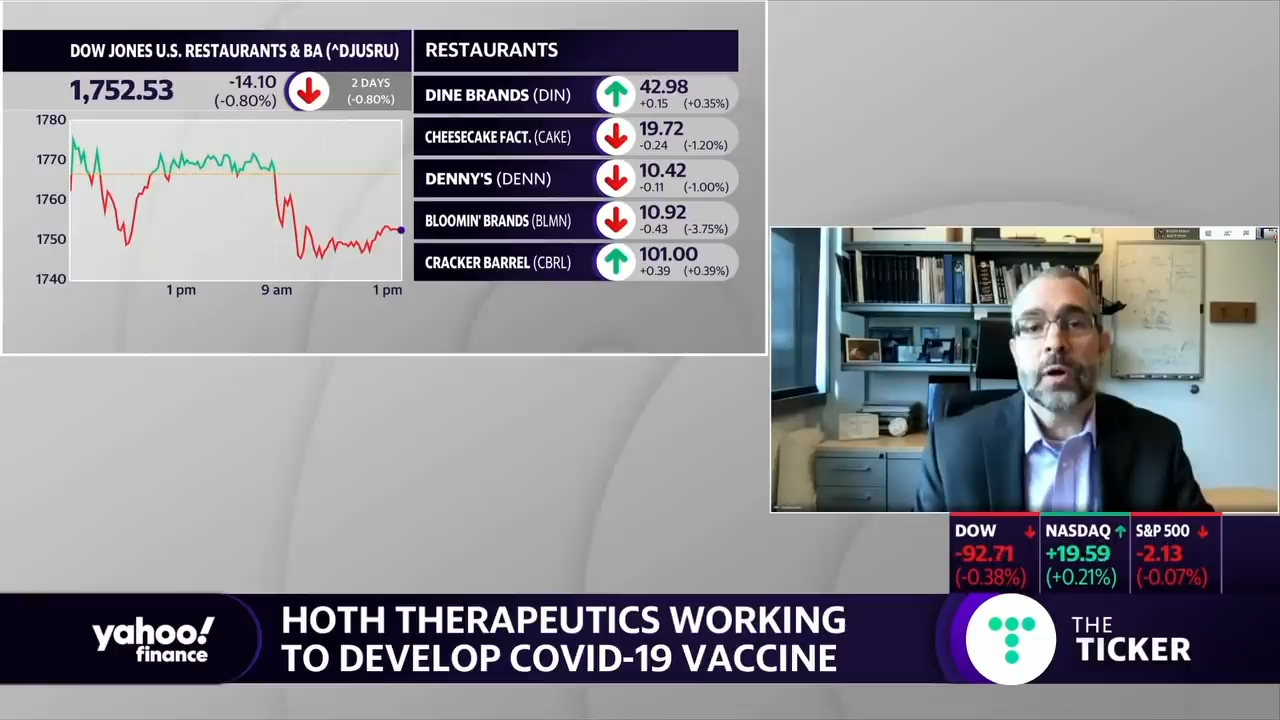 DOW JONES U.S. RESTAURANTS & BA (^DJUSRU)
1,752.53
-14.10
(-0.80%)
2 DAYS
(-0.80%)
1780
1770
1760
1750
1740
1 pm
9 am
1 pm
RESTAURANTS
DINE BRANDS (DIN)
42.98
+0.15 (+0.35%)
CHEESECAKE FACT. (CAKE)
19.72
-0.24 (-1.20%)
DENNY'S (DENN)
10.42
-0.11 (-1.00%)
BLOOMIN' BRANDS (BLMN)
10.92
-0.43 (-3.75%)
CRACKER BARREL (CBRL)
101.00
+0.39 (+0.39%)
DOW
-92.71
(-0.38%)
NASDAQ
+19.59
(+0.21%)
S&P 500
-2.13
(-0.07%)
yahoo!
finance
HOTH THERAPEUTICS WORKING
TO DEVELOP COVID-19 VACCINE
THE
TICKER